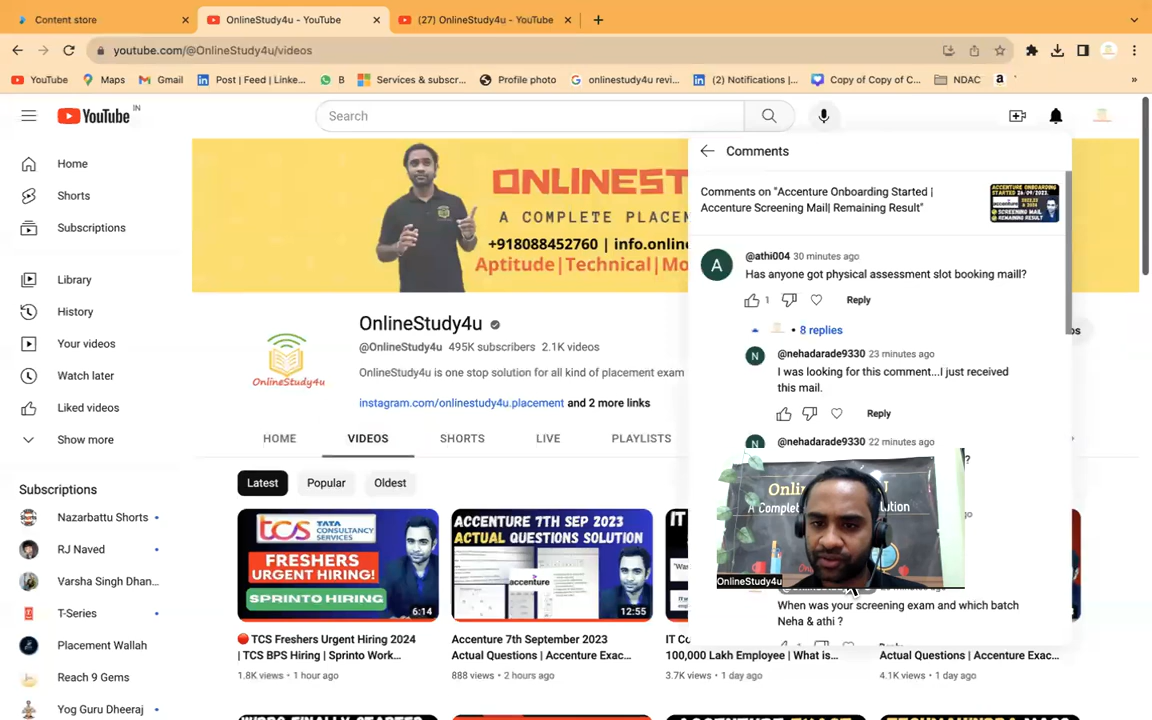 Content store
OnlineStudy4u - YouTube
(27) OnlineStudy4u - YouTube
youtube.com/@OnlineStudy4u/videos
YouTube
Maps
Gmail
Post | Feed | Linke...
B
Services & subscr...
Profile photo
onlinestudy4u revi...
(2) Notifications |...
Copy of Copy of C...
NDAC
YouTube IN
Search
Home
Shorts
Subscriptions
Library
History
Your videos
Watch later
Liked videos
Show more
Subscriptions
Nazarbattu Shorts
RJ Naved
Varsha Singh Dhan...
T-Series
Placement Wallah
Reach 9 Gems
Yog Guru Dheeraj
ONLINEST
A COMPLETE PLACEN
+918088452760 | info.onlin
Aptitude|Technical|Mo
OnlineStudy4u
OnlineStudy4u
@OnlineStudy4u 495K subscribers 2.1K videos
OnlineStudy4u is one stop solution for all kind of placement exam
instagram.com/onlinestudy4u.placement and 2 more links
HOME
VIDEOS
SHORTS
LIVE
PLAYLISTS
Latest
Popular
Oldest
tcs TATA
CONSULTANCY
SERVICES
FRESHERS
URGENT HIRING!
SPRINTO HIRING
6:14
TCS Freshers Urgent Hiring 2024
| TCS BPS Hiring | Sprinto Work...
1.8K views • 1 hour ago
ACCENTURE 7TH SEP 2023
ACTUAL QUESTIONS SOLUTION
accenture
12:55
Accenture 7th September 2023
Actual Questions | Accenture Exac...
888 views • 2 hours ago
100,000 Lakh Employee | What is...
3.7K views • 1 day ago
Actual Questions | Accenture Exac...
4.1K views • 1 day ago
Comments
Comments on "Accenture Onboarding Started |
Accenture Screening Mail| Remaining Result"
ACCENTURE ONBOARDING
STARTED 26/09/2023
accenture
SCREENING MAIL
REMAINING RESULT
A
@athi004 30 minutes ago
Has anyone got physical assessment slot booking maill?
1
Reply
• 8 replies
N
@nehadarade9330 23 minutes ago
I was looking for this comment...I just received
this mail.
Reply
N
@nehadarade9330 22 minutes ago
?
OnlineStudy4U
When was your screening exam and which batch
Neha & athi ?